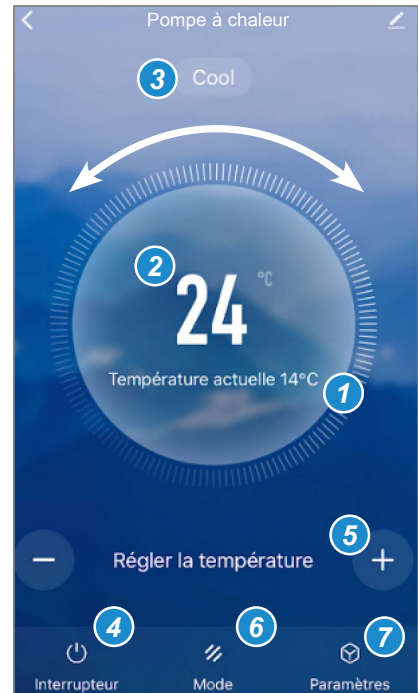 Pompe à chaleur
3 Cool
2
24 °C
Température actuelle 14°C
1
5
− Régler la température +
4 6 7
Interrupteur Mode Paramètres